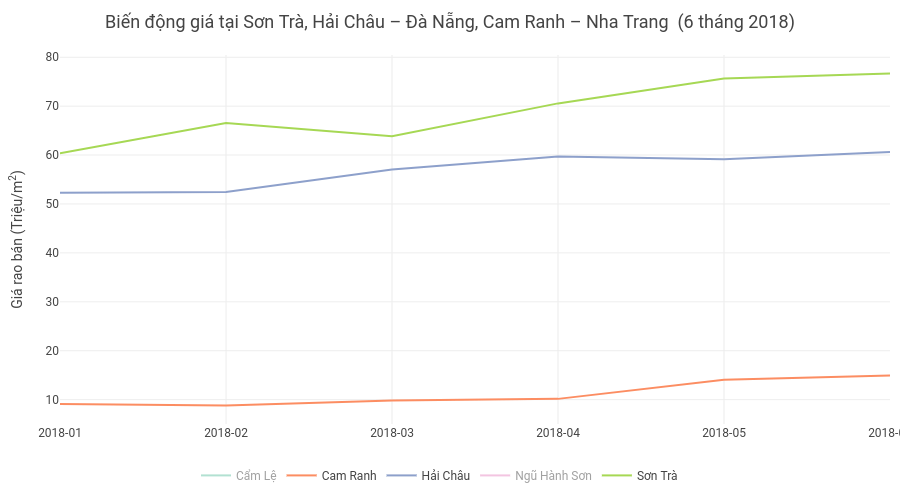 Biến động giá tại Sơn Trà, Hải Châu – Đà Nẵng, Cam Ranh – Nha Trang (6 tháng 2018)
Giá rao bán (Triệu/m²)
80
70
60
50
40
30
20
10
2018-01 2018-02 2018-03 2018-04 2018-05 2018-
Cẩm Lệ Cam Ranh Hải Châu Ngũ Hành Sơn Sơn Trà